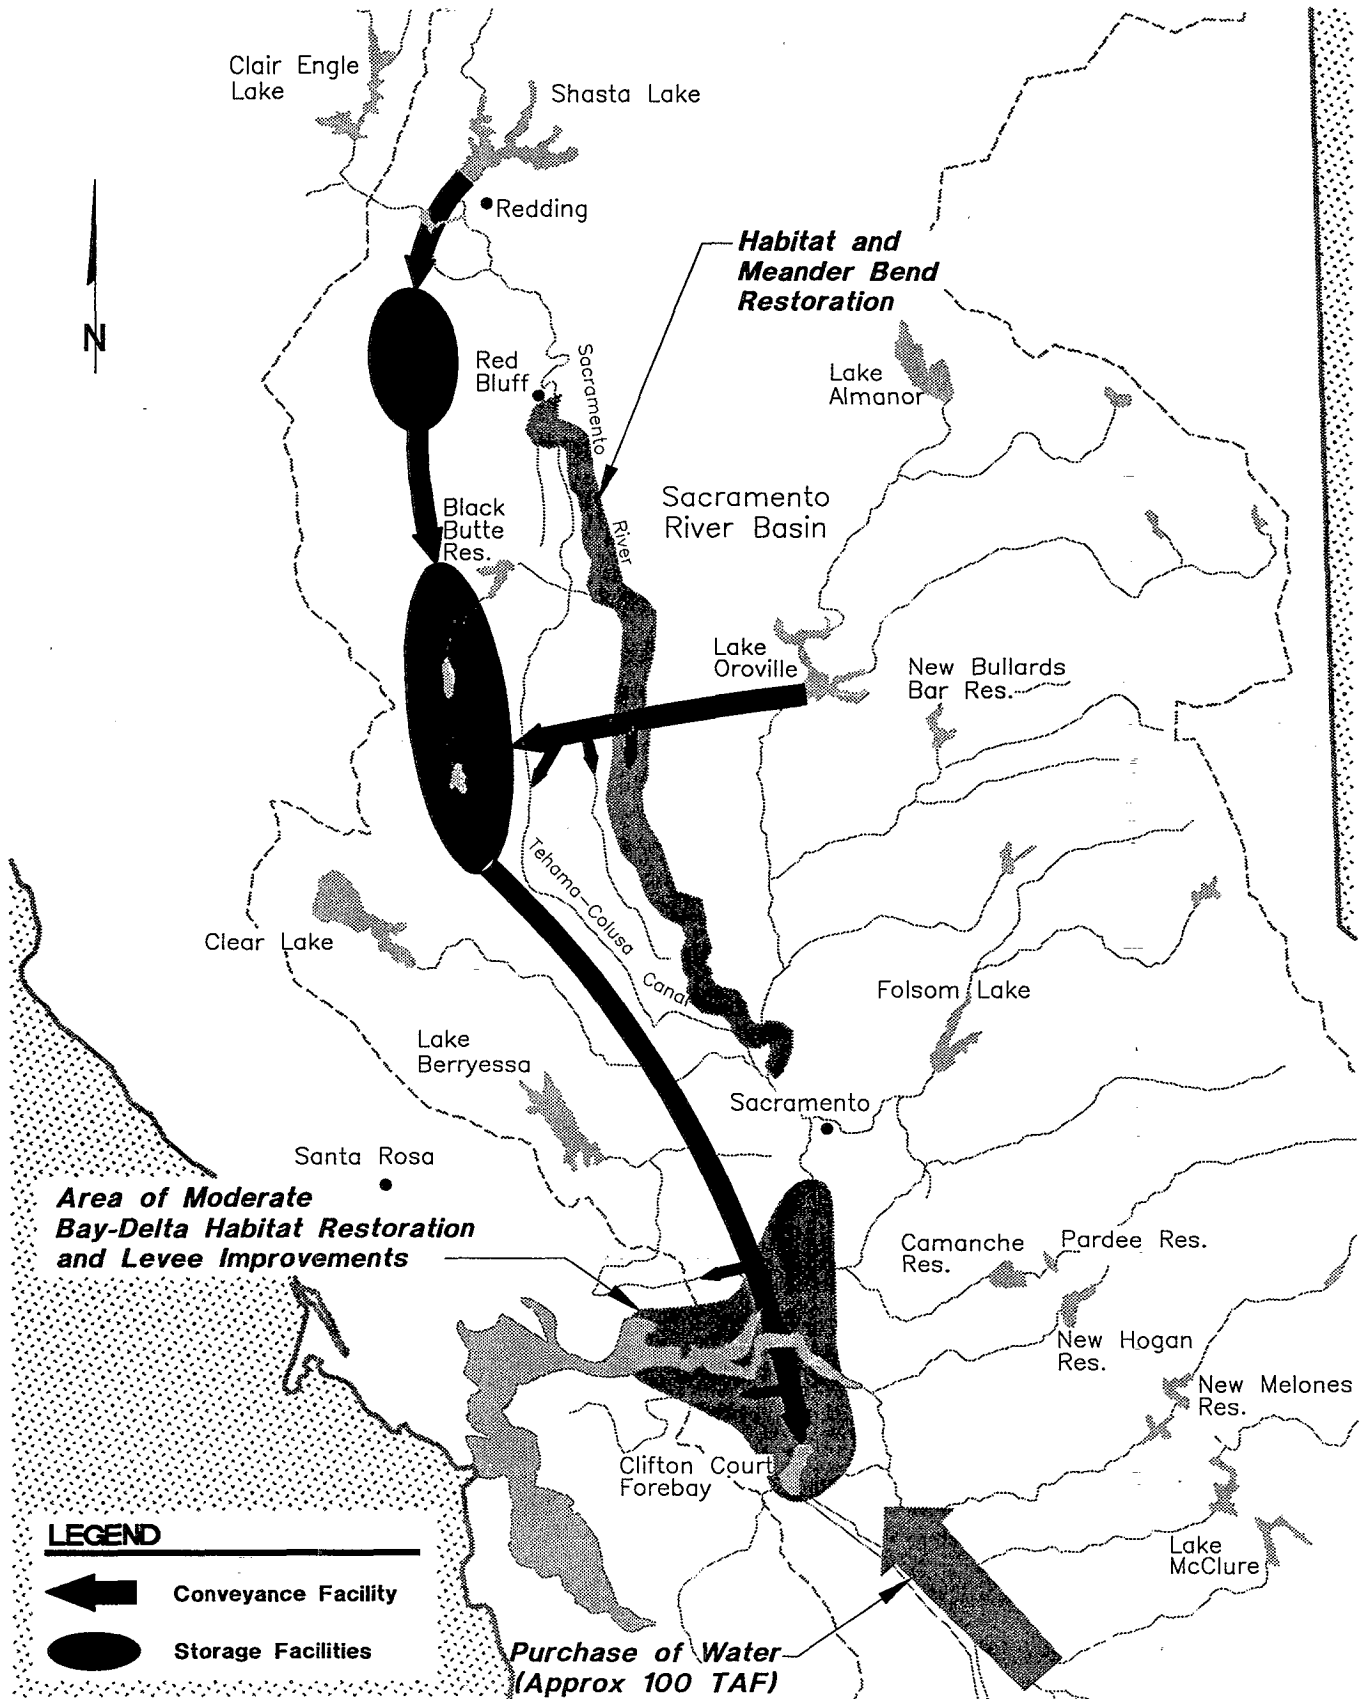 Clair Engle
Lake
Shasta Lake
Redding
Habitat and
Meander Bend
Restoration
N
Red
Bluff
Sacramento
River
Lake
Almanor
Black
Butte
Res.
Sacramento
River Basin
Lake
Oroville
New Bullards
Bar Res.
Tehama-Colusa
Canal
Clear Lake
Folsom Lake
Lake
Berryessa
Sacramento
Santa Rosa
Area of Moderate
Bay-Delta Habitat Restoration
and Levee Improvements
Camanche
Res.
Pardee Res.
New Hogan
Res.
New Melones
Res.
Clifton Court
Forebay
Lake
McClure
LEGEND
Conveyance Facility
Storage Facilities
Purchase of Water
(Approx 100 TAF)